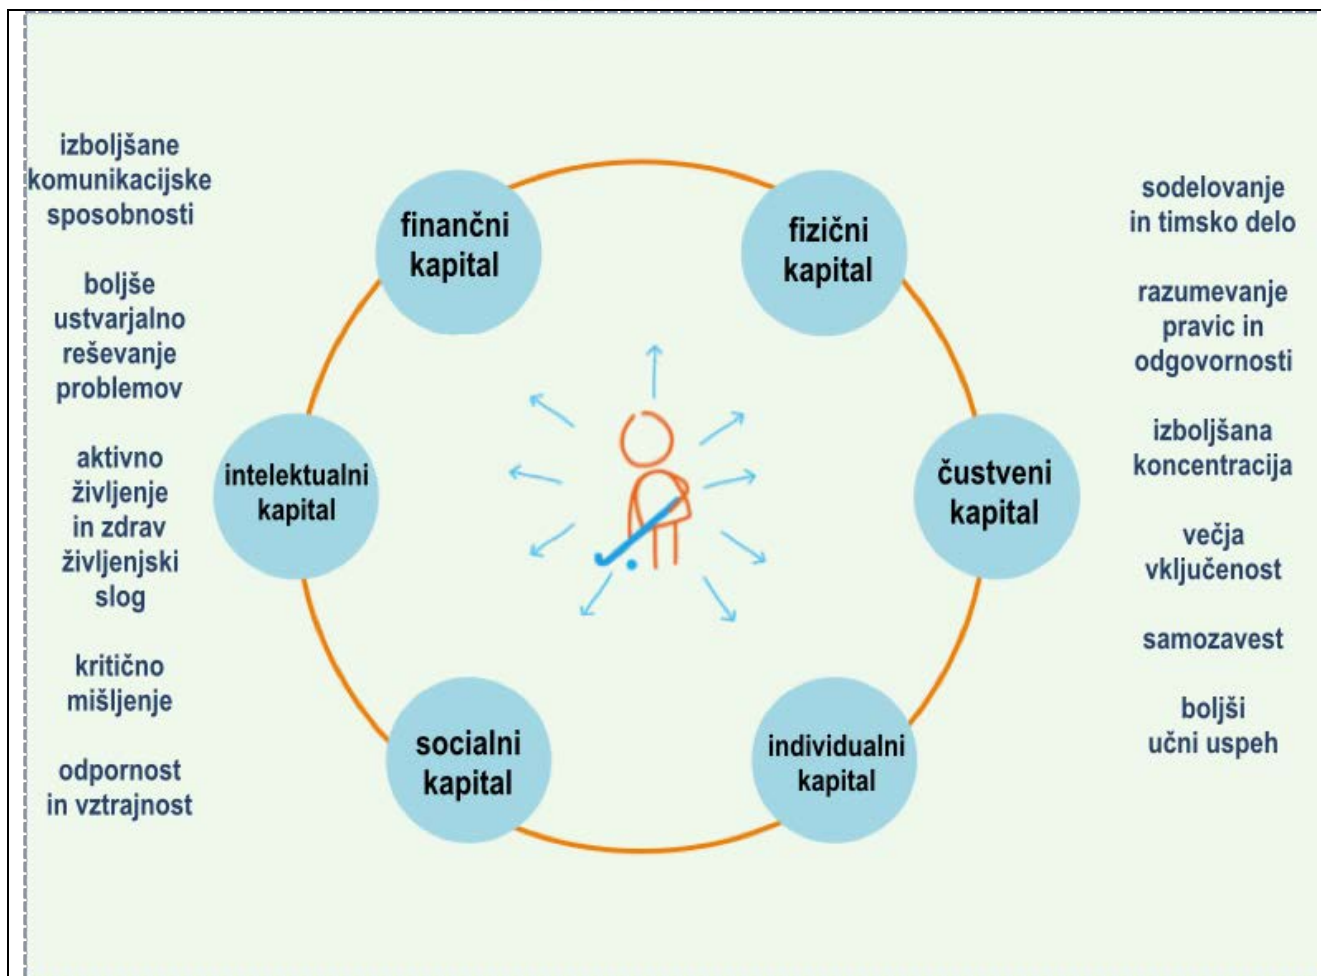 izboljšane
komunikacijske
sposobnosti
boljše
ustvarjalno
reševanje
problemov
aktivno
življenje
in zdrav
življenjski
slog
kritično
mišljenje
odpornost
in vztrajnost
finančni
kapital
fizični
kapital
intelektualni
kapital
čustveni
kapital
socialni
kapital
individualni
kapital
sodelovanje
in timsko delo
razumevanje
pravic in
odgovornosti
izboljšana
koncentracija
večja
vključenost
samozavest
boljši
učni uspeh